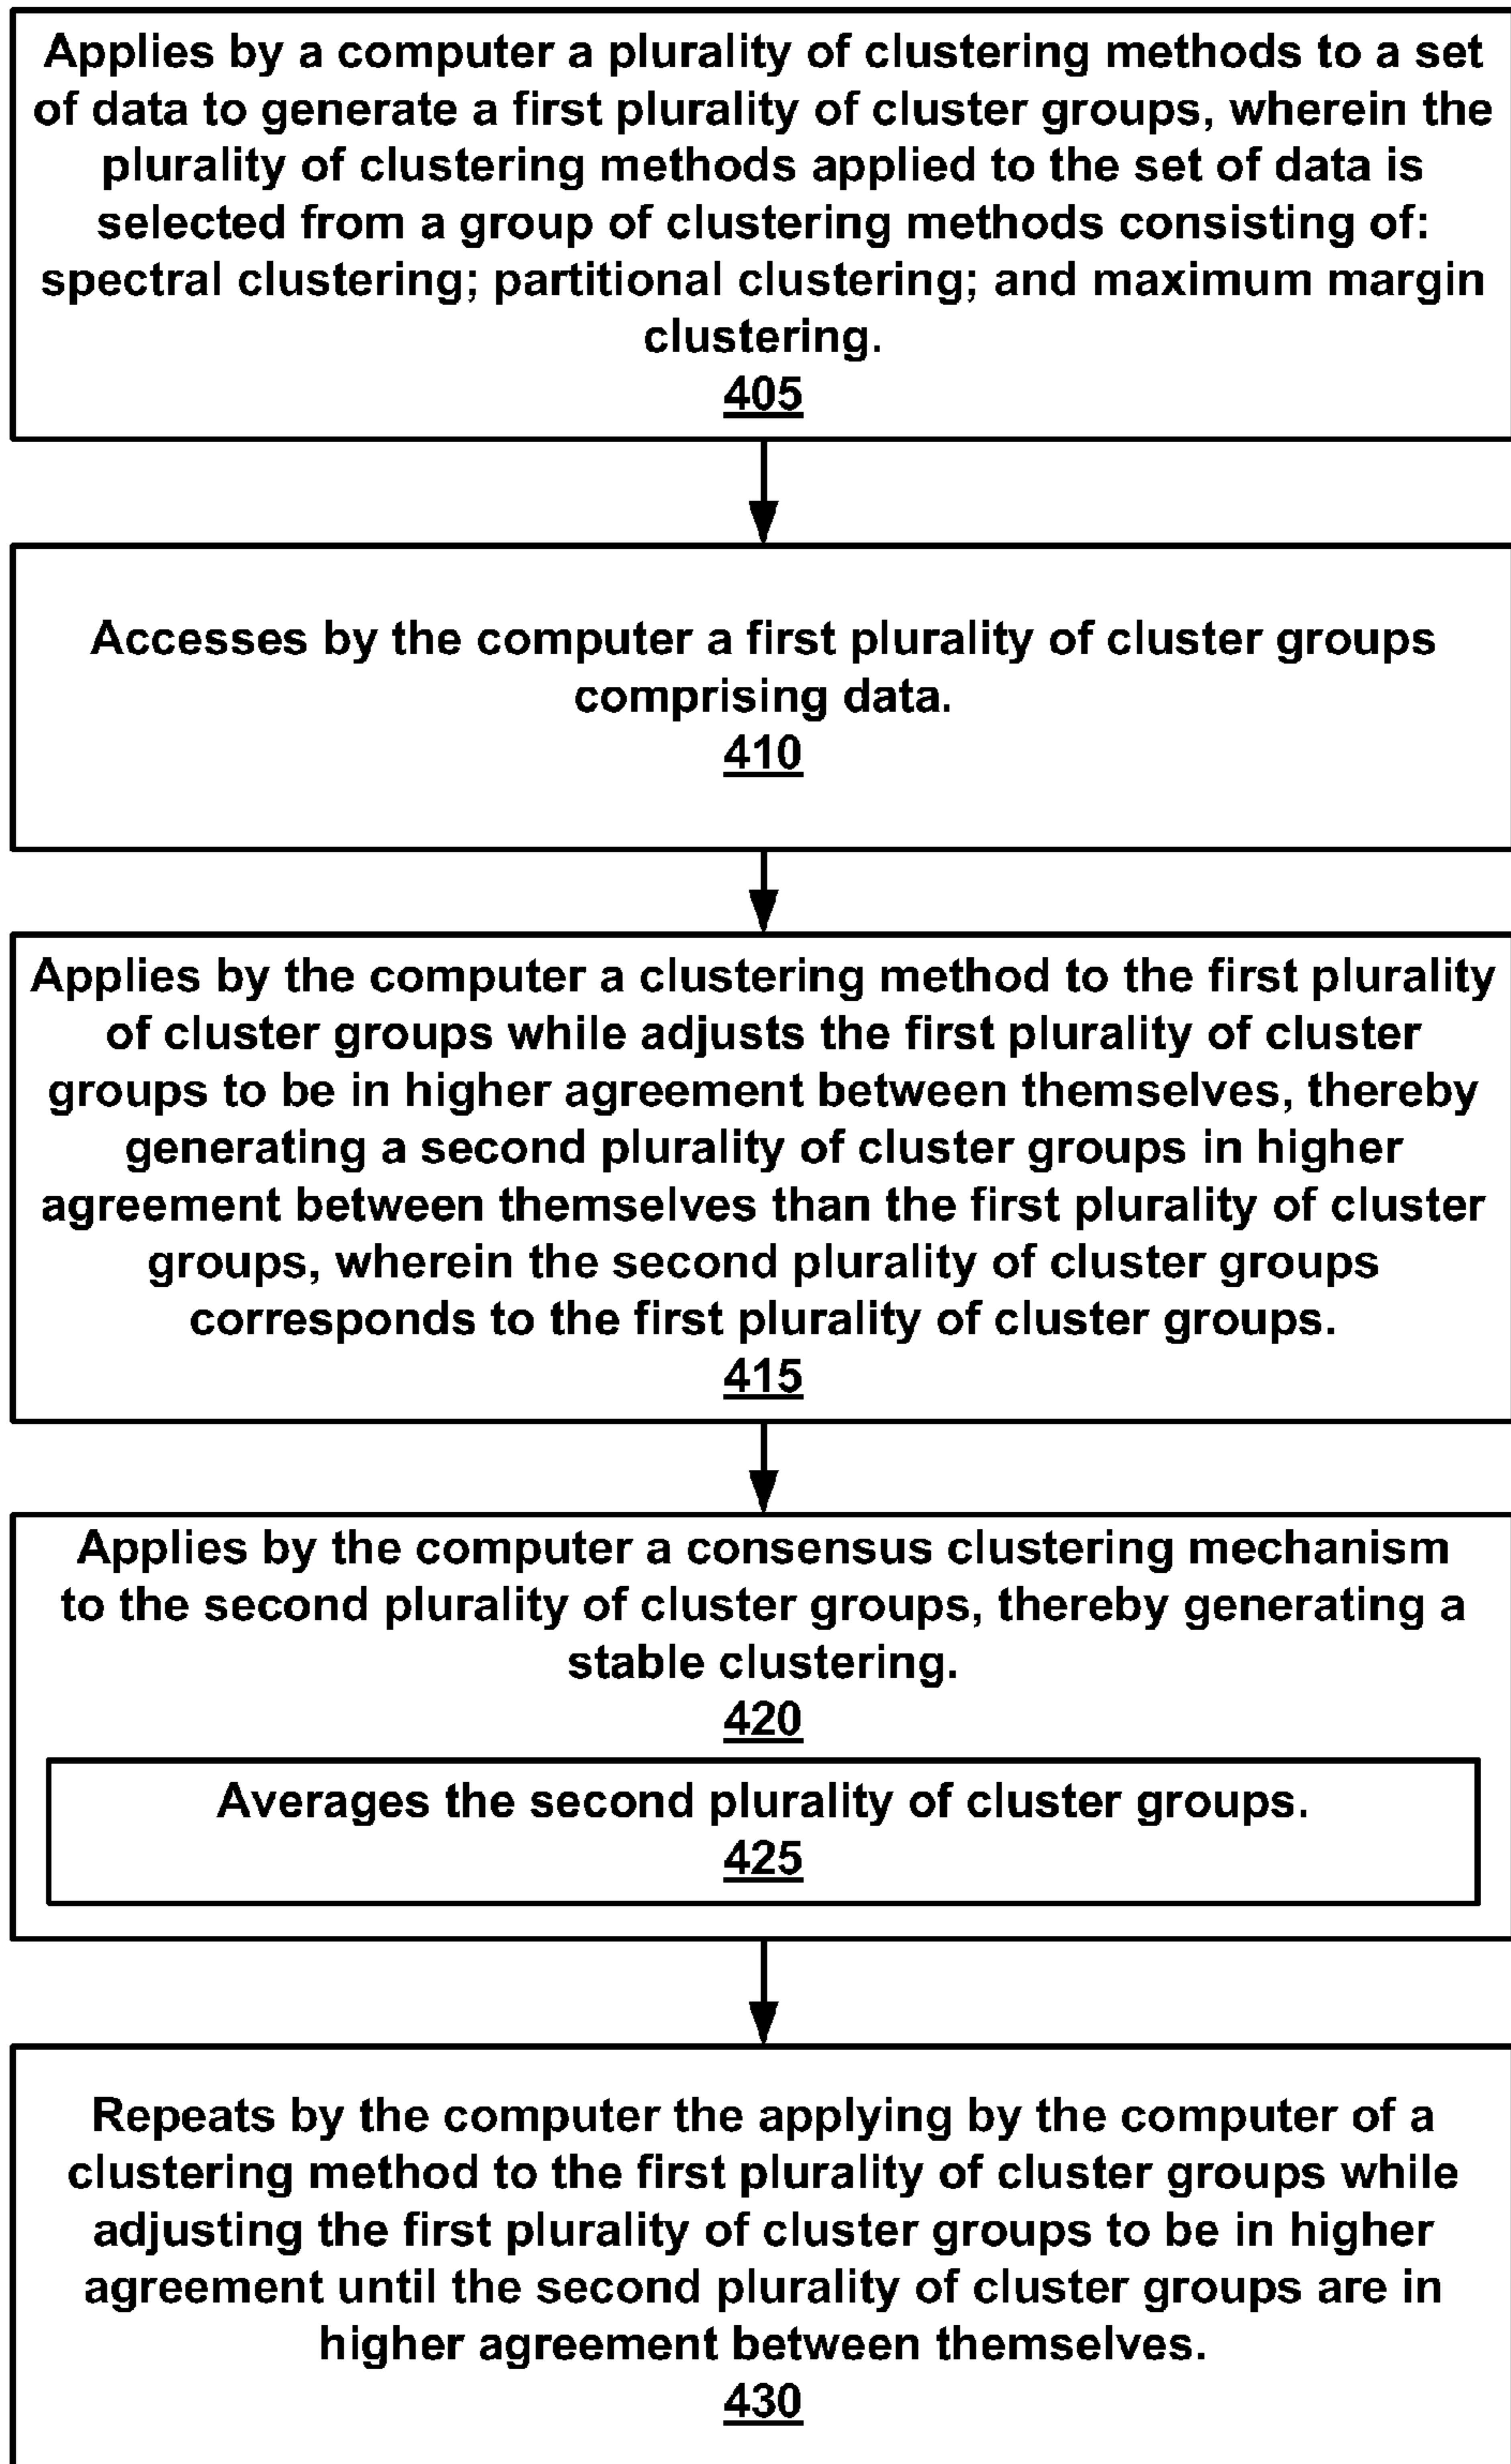 Applies by a computer a plurality of clustering methods to a set
of data to generate a first plurality of cluster groups, wherein the
plurality of clustering methods applied to the set of data is
selected from a group of clustering methods consisting of:
spectral clustering; partitional clustering; and maximum margin
clustering.
405
Accesses by the computer a first plurality of cluster groups
comprising data.
410
Applies by the computer a clustering method to the first plurality
of cluster groups while adjusts the first plurality of cluster
groups to be in higher agreement between themselves, thereby
generating a second plurality of cluster groups in higher
agreement between themselves than the first plurality of cluster
groups, wherein the second plurality of cluster groups
corresponds to the first plurality of cluster groups.
415
Applies by the computer a consensus clustering mechanism
to the second plurality of cluster groups, thereby generating a
stable clustering.
420
Averages the second plurality of cluster groups.
425
Repeats by the computer the applying by the computer of a
clustering method to the first plurality of cluster groups while
adjusting the first plurality of cluster groups to be in higher
agreement until the second plurality of cluster groups are in
higher agreement between themselves.
430